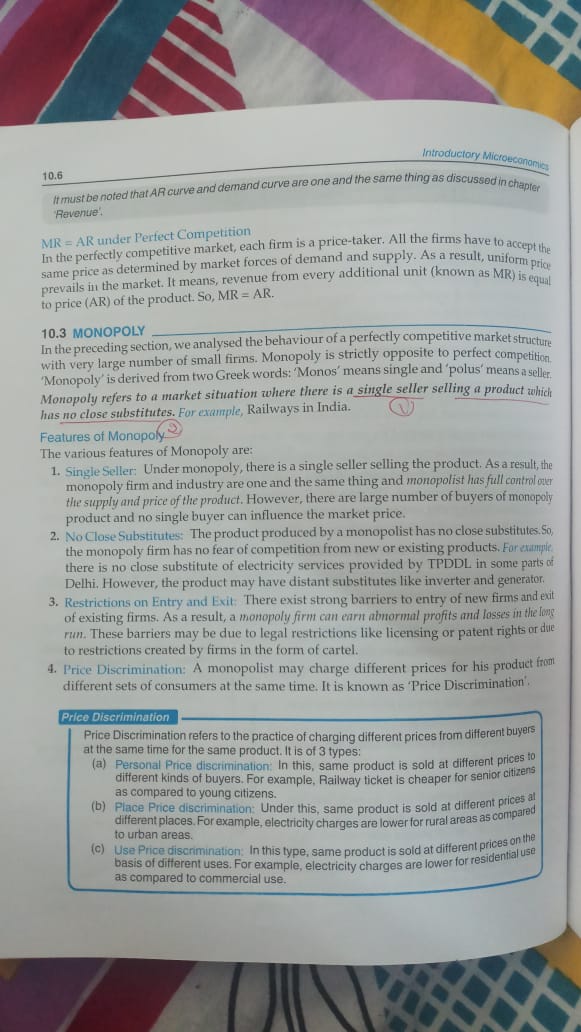 10.6
Introductory Microeconomics
It must be noted that AR curve and demand curve are one and the same thing as discussed in chapter
'Revenue'.
MR = AR under Perfect Competition
In the perfectly competitive market, each firm is a price-taker. All the firms have to accept the
same price as determined by market forces of demand and supply. As a result, uniform price
prevails in the market. It means, revenue from every additional unit (known as MR) is equal
to price (AR) of the product. So, MR = AR.
10.3 MONOPOLY
In the preceding section, we analysed the behaviour of a perfectly competitive market structure
with very large number of small firms. Monopoly is strictly opposite to perfect competition.
'Monopoly' is derived from two Greek words: 'Monos' means single and 'polus' means a seller.
Monopoly refers to a market situation where there is a single seller selling a product which
has no close substitutes. For example, Railways in India.
1
Features of Monopoly 2
The various features of Monopoly are:
1. Single Seller: Under monopoly, there is a single seller selling the product. As a result, the
monopoly firm and industry are one and the same thing and monopolist has full control over
the supply and price of the product. However, there are large number of buyers of monopoly
product and no single buyer can influence the market price.
2. No Close Substitutes: The product produced by a monopolist has no close substitutes. So,
the monopoly firm has no fear of competition from new or existing products. For example,
there is no close substitute of electricity services provided by TPDDL in some parts of
Delhi. However, the product may have distant substitutes like inverter and generator.
3. Restrictions on Entry and Exit: There exist strong barriers to entry of new firms and exit
of existing firms. As a result, a monopoly firm can earn abnormal profits and losses in the long
run. These barriers may be due to legal restrictions like licensing or patent rights or due
to restrictions created by firms in the form of cartel.
4. Price Discrimination: A monopolist may charge different prices for his product from
different sets of consumers at the same time. It is known as 'Price Discrimination'.
Price Discrimination
Price Discrimination refers to the practice of charging different prices from different buyers
at the same time for the same product. It is of 3 types:
(a) Personal Price discrimination: In this, same product is sold at different prices to
different kinds of buyers. For example, Railway ticket is cheaper for senior citizens
as compared to young citizens.
(b) Place Price discrimination: Under this, same product is sold at different prices at
different places. For example, electricity charges are lower for rural areas as compared
to urban areas.
(c) Use Price discrimination: In this type, same product is sold at different prices on the
basis of different uses. For example, electricity charges are lower for residential use
as compared to commercial use.